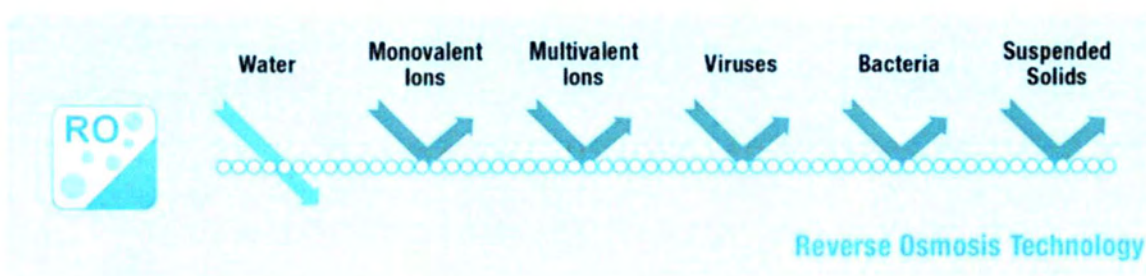 Water
Monovalent
Ions
Multivalent
Ions
Viruses
Bacteria
Suspended
Solids
RO
Reverse Osmosis Technology